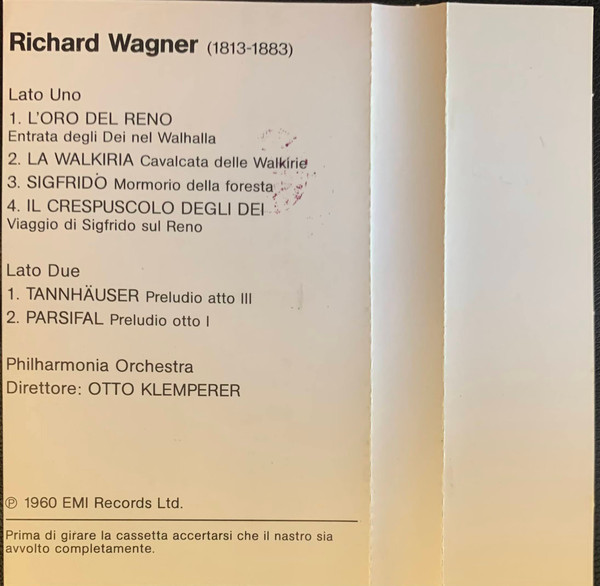 Richard Wagner (1813-1883)
Lato Uno
1. L'ORO DEL RENO
Entrata degli Dei nel Walhalla
2. LA WALKIRIA Cavalcata delle Walkirie
3. SIGFRIDO Mormorio della foresta
4. IL CRESPUSCOLO DEGLI DEI
Viaggio di Sigfrido sul Reno
Lato Due
1. TANNHÄUSER Preludio atto III
2. PARSIFAL Preludio otto I
Philharmonia Orchestra
Direttore: OTTO KLEMPERER
℗ 1960 EMI Records Ltd.
Prima di girare la cassetta accertarsi che il nastro sia
avvolto completamente.